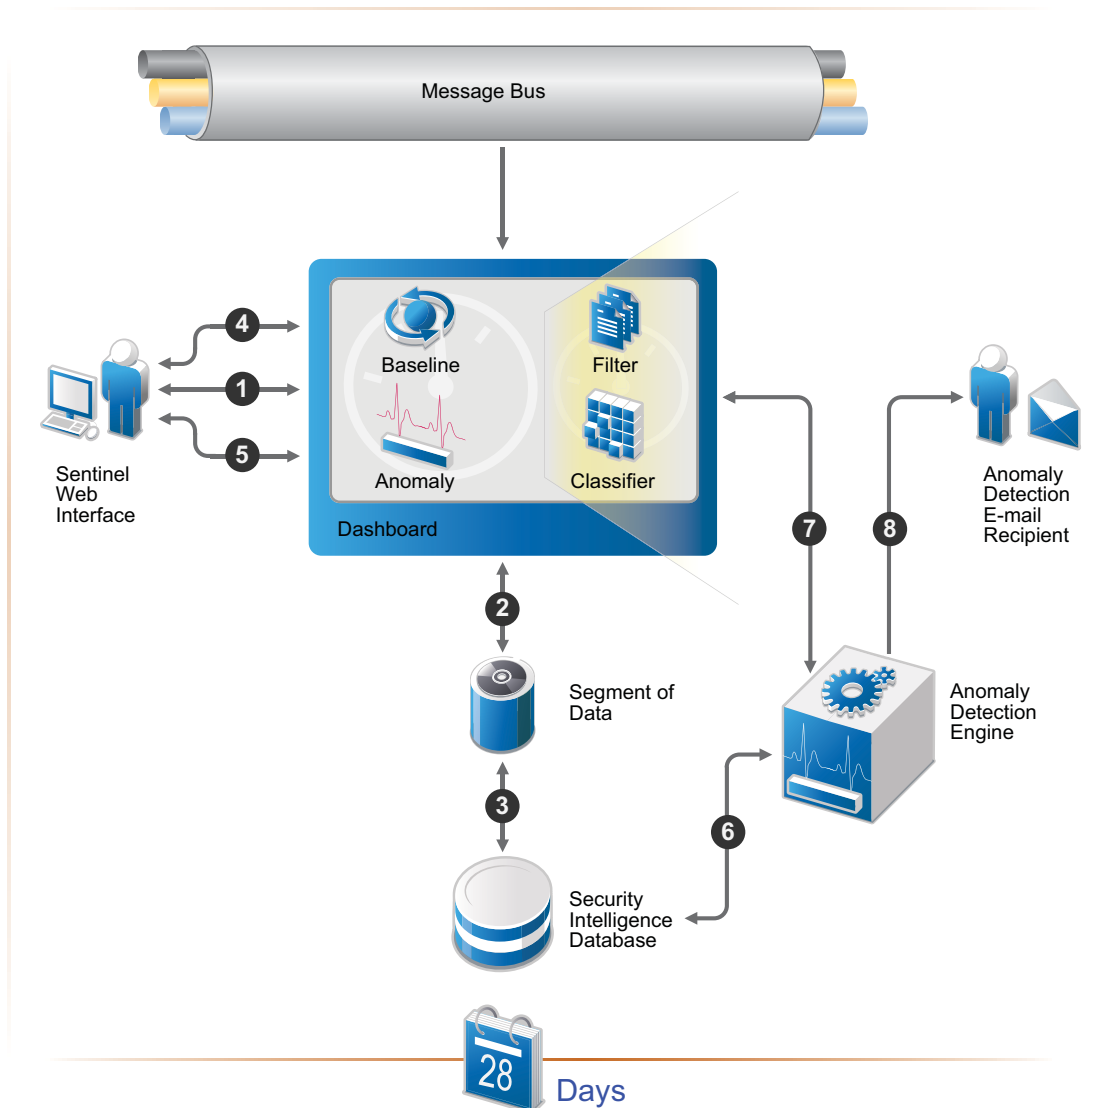 Message Bus
4
1
5
Baseline
Filter
Anomaly
Classifier
Dashboard
Sentinel
Web
Interface
7
8
Anomaly
Detection
E-mail
Recipient
2
Segment of
Data
Anomaly
Detection
Engine
3
6
Security
Intelligence
Database
28
Days